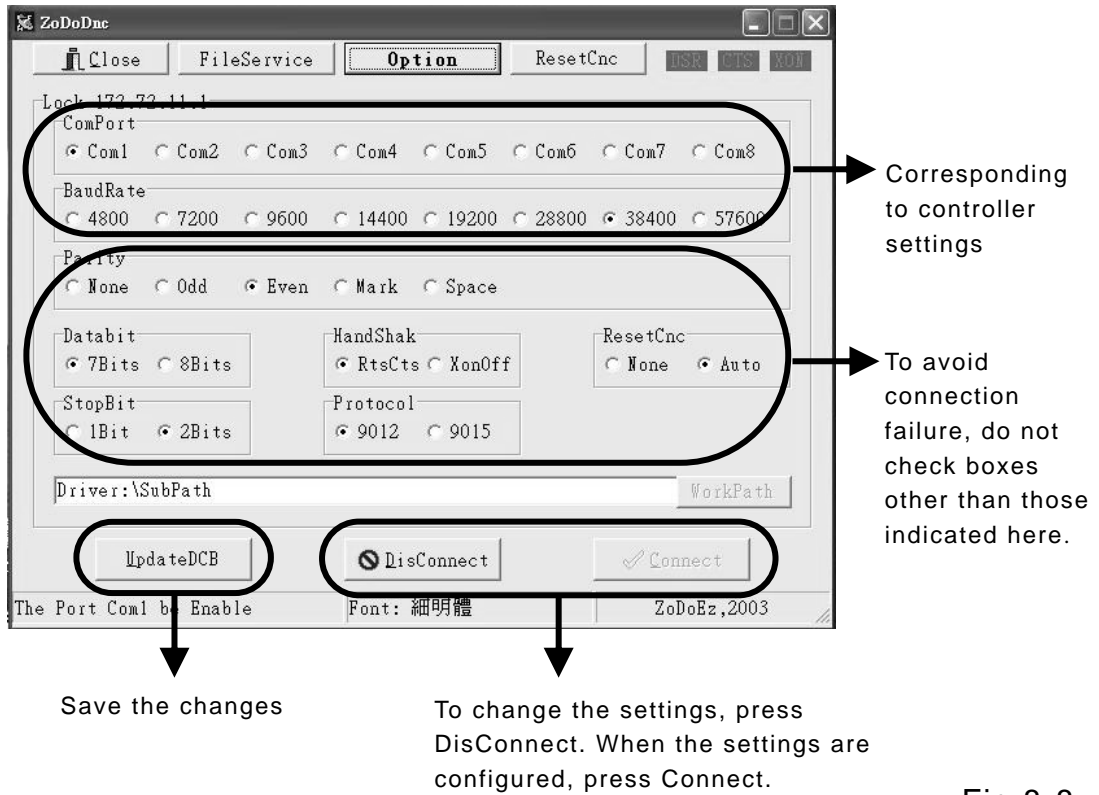 ZoDoDnc
Close FileService Option ResetCnc DSR CTS XON
Lock 172.72.11.1
ComPort
Com1 Com2 Com3 Com4 Com5 Com6 Com7 Com8
BaudRate
4800 7200 9600 14400 19200 28800 38400 57600
Parity
None Odd Even Mark Space
Databit HandShak ResetCnc
7Bits 8Bits RtsCts XonOff None Auto
StopBit Protocol
1Bit 2Bits 9012 9015
Driver:\SubPath WorkPath
UpdateDCB DisConnect Connect
The Port Com1 be Enable Font: 細明體 ZoDoEz,2003
Corresponding
to controller
settings
To avoid
connection
failure, do not
check boxes
other than those
indicated here.
Save the changes
To change the settings, press
DisConnect. When the settings are
configured, press Connect.